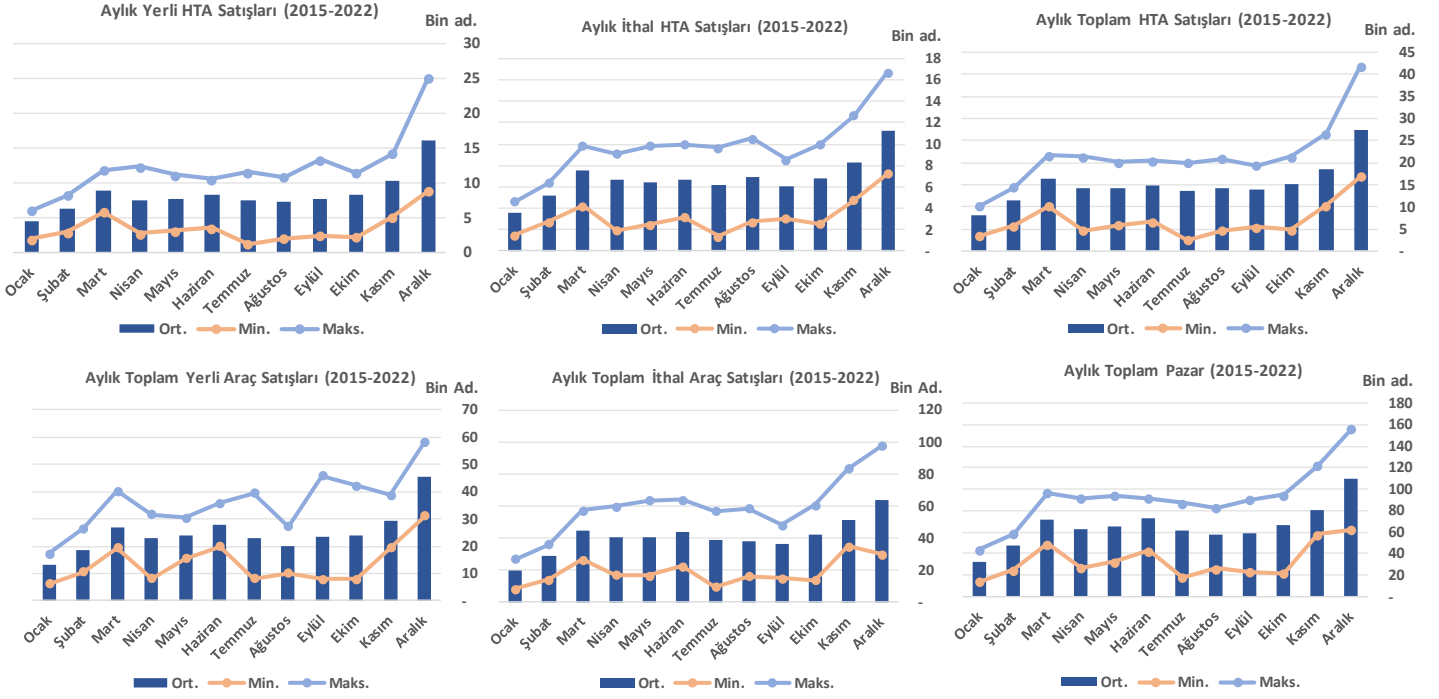 Aylık Yerli HTA Satışları (2015-2022)
Bin ad.
30
25
20
15
10
5
0
Ocak
Şubat
Mart
Nisan
Mayıs
Haziran
Temmuz
Ağustos
Eylül
Ekim
Kasım
Aralık
Ort. Min. Maks.
Aylık İthal HTA Satışları (2015-2022)
Bin ad.
18
16
14
12
10
8
6
4
2
-
Ocak
Şubat
Mart
Nisan
Mayıs
Haziran
Temmuz
Ağustos
Eylül
Ekim
Kasım
Aralık
Ort. Min. Maks.
Aylık Toplam HTA Satışları (2015-2022)
Bin ad.
45
40
35
30
25
20
15
10
5
-
Ocak
Şubat
Mart
Nisan
Mayıs
Haziran
Temmuz
Ağustos
Eylül
Ekim
Kasım
Aralık
Ort. Min. Maks.
Aylık Toplam Yerli Araç Satışları (2015-2022)
Bin Ad.
70
60
50
40
30
20
10
-
Ocak
Şubat
Mart
Nisan
Mayıs
Haziran
Temmuz
Ağustos
Eylül
Ekim
Kasım
Aralık
Ort. Min. Maks.
Aylık Toplam İthal Araç Satışları (2015-2022)
Bin Ad.
120
100
80
60
40
20
-
Ocak
Şubat
Mart
Nisan
Mayıs
Haziran
Temmuz
Ağustos
Eylül
Ekim
Kasım
Aralık
Ort. Min. Maks.
Aylık Toplam Pazar (2015-2022)
Bin ad.
180
160
140
120
100
80
60
40
20
-
Ocak
Şubat
Mart
Nisan
Mayıs
Haziran
Temmuz
Ağustos
Eylül
Ekim
Kasım
Aralık
Ort. Min. Maks.